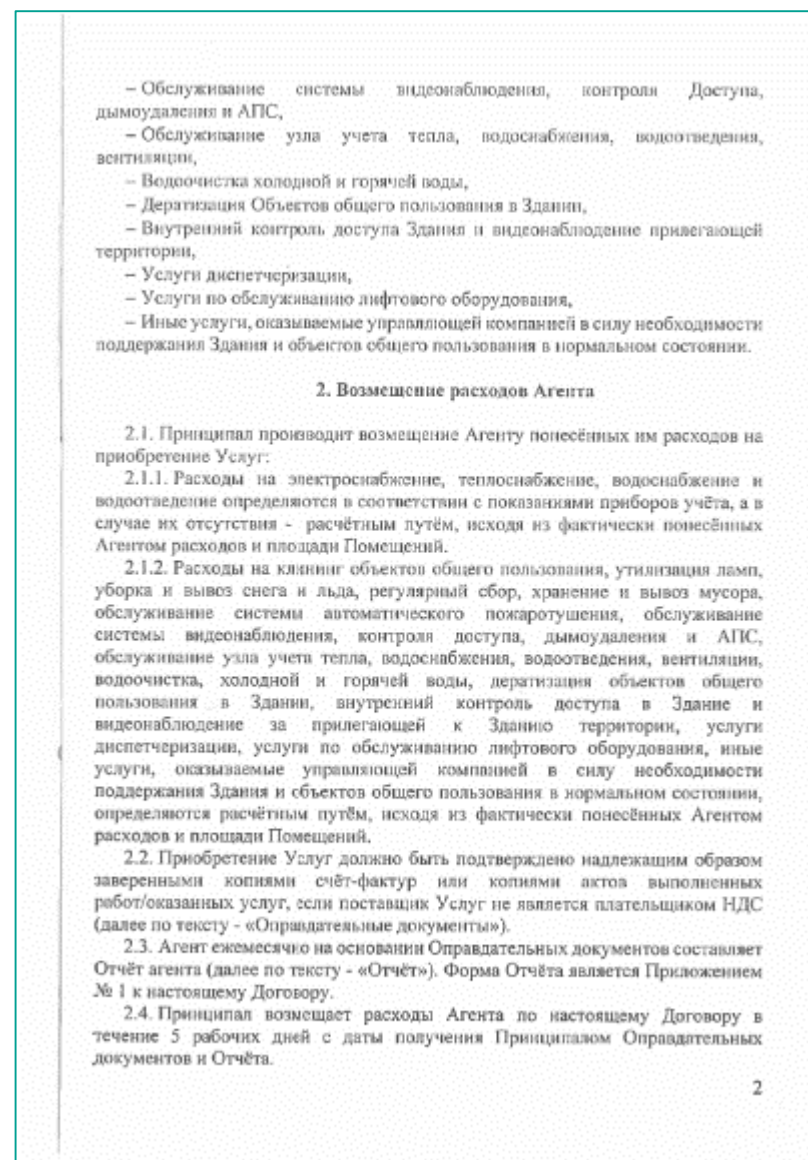 – Обслуживание системы видеонаблюдения, контроля Доступа,
дымоудаления и АПС,
– Обслуживание узла учета тепла, водоснабжения, водоотведения,
вентиляции,
– Водоочистка холодной и горячей воды,
– Дератизация Объектов общего пользования в Здании,
– Внутренний контроль доступа Здания и видеонаблюдение прилегающей
территории,
– Услуги диспетчеризации,
– Услуги по обслуживанию лифтового оборудования,
– Иные услуги, оказываемые управляющей компанией в силу необходимости
поддержания Здания и объектов общего пользования в нормальном состоянии.
2. Возмещение расходов Агента
2.1. Принципал производит возмещение Агенту понесённых им расходов на
приобретение Услуг:
2.1.1. Расходы на электроснабжение, теплоснабжение, водоснабжение и
водоотведение определяются в соответствии с показаниями приборов учёта, а в
случае их отсутствия - расчётным путём, исходя из фактически понесённых
Агентом расходов и площади Помещений.
2.1.2. Расходы на клининг объектов общего пользования, утилизация ламп,
уборка и вывоз снега и льда, регулярный сбор, хранение и вывоз мусора,
обслуживание системы автоматического пожаротушения, обслуживание
системы видеонаблюдения, контроля доступа, дымоудаления и АПС,
обслуживание узла учета тепла, водоснабжения, водоотведения, вентиляции,
водоочистка, холодной и горячей воды, дератизация объектов общего
пользования в Здании, внутренний контроль доступа в Здание и
видеонаблюдение за прилегающей к Зданию территории, услуги
диспетчеризации, услуги по обслуживанию лифтового оборудования, иные
услуги, оказываемые управляющей компанией в силу необходимости
поддержания Здания и объектов общего пользования в нормальном состоянии,
определяются расчётным путём, исходя из фактически понесённых Агентом
расходов и площади Помещений.
2.2. Приобретение Услуг должно быть подтверждено надлежащим образом
заверенными копиями счёт-фактур или копиями актов выполненных
работ/оказанных услуг, если поставщик Услуг не является плательщиком НДС
(далее по тексту - «Оправдательные документы»).
2.3. Агент ежемесячно на основании Оправдательных документов составляет
Отчёт агента (далее по тексту - «Отчёт»). Форма Отчёта является Приложением
№ 1 к настоящему Договору.
2.4. Принципал возмещает расходы Агента по настоящему Договору в
течение 5 рабочих дней с даты получения Принципалом Оправдательных
документов и Отчёта.
2